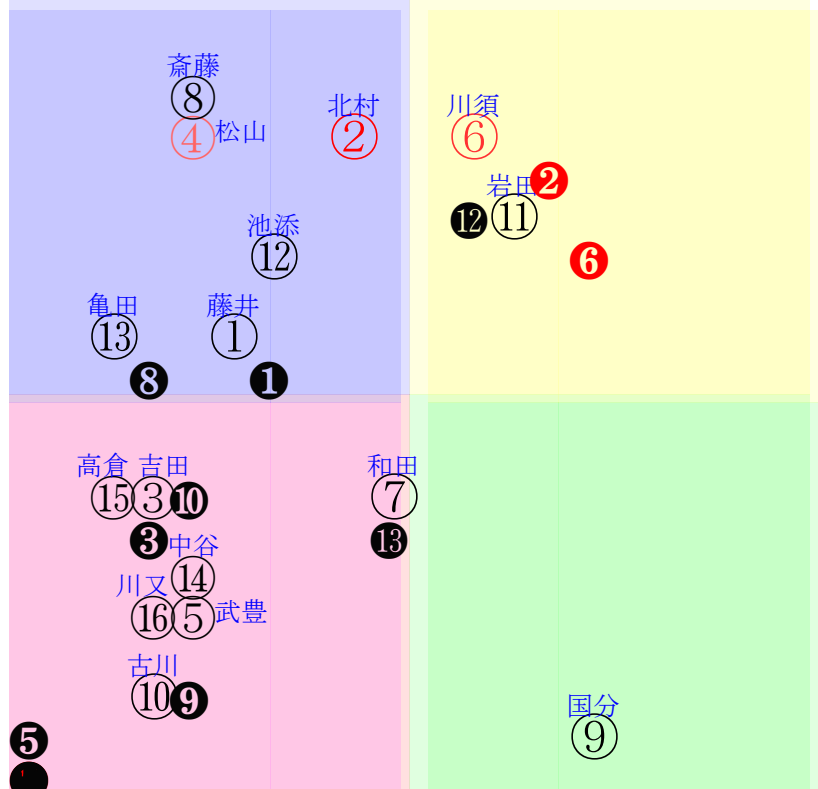 斎藤
⑧
④ 松山
北村
②
川須
⑥
岩田
❷
⓬ ⑪
❻
池添
⑫
亀田
⑬
藤井
①
❽ ❶
高倉 吉田
⑮ ③ ❿
❸
和田
⑦
⓭
中谷
⑭
川又
⑯ ⑤ 武豊
古川
⑩ ❾
❺
国分
⑨